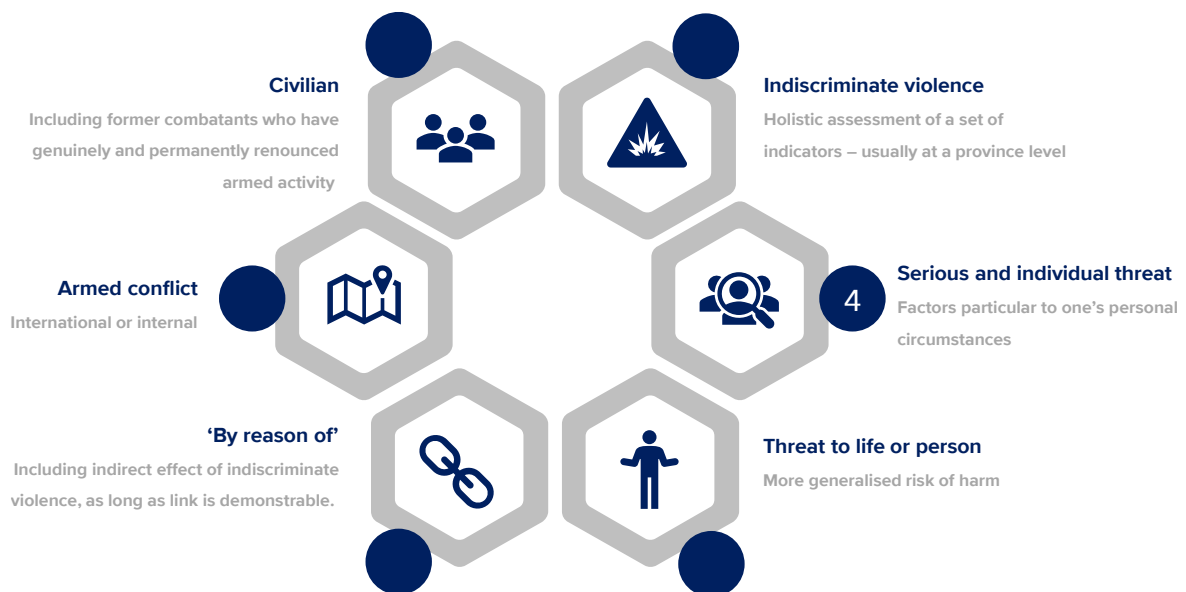 Civilian
Including former combatants who have
genuinely and permanently renounced
armed activity
Indiscriminate violence
Holistic assessment of a set of
indicators – usually at a province level
Armed conflict
International or internal
4
Serious and individual threat
Factors particular to one’s personal
circumstances
‘By reason of’
Including indirect effect of indiscriminate
violence, as long as link is demonstrable.
Threat to life or person
More generalised risk of harm